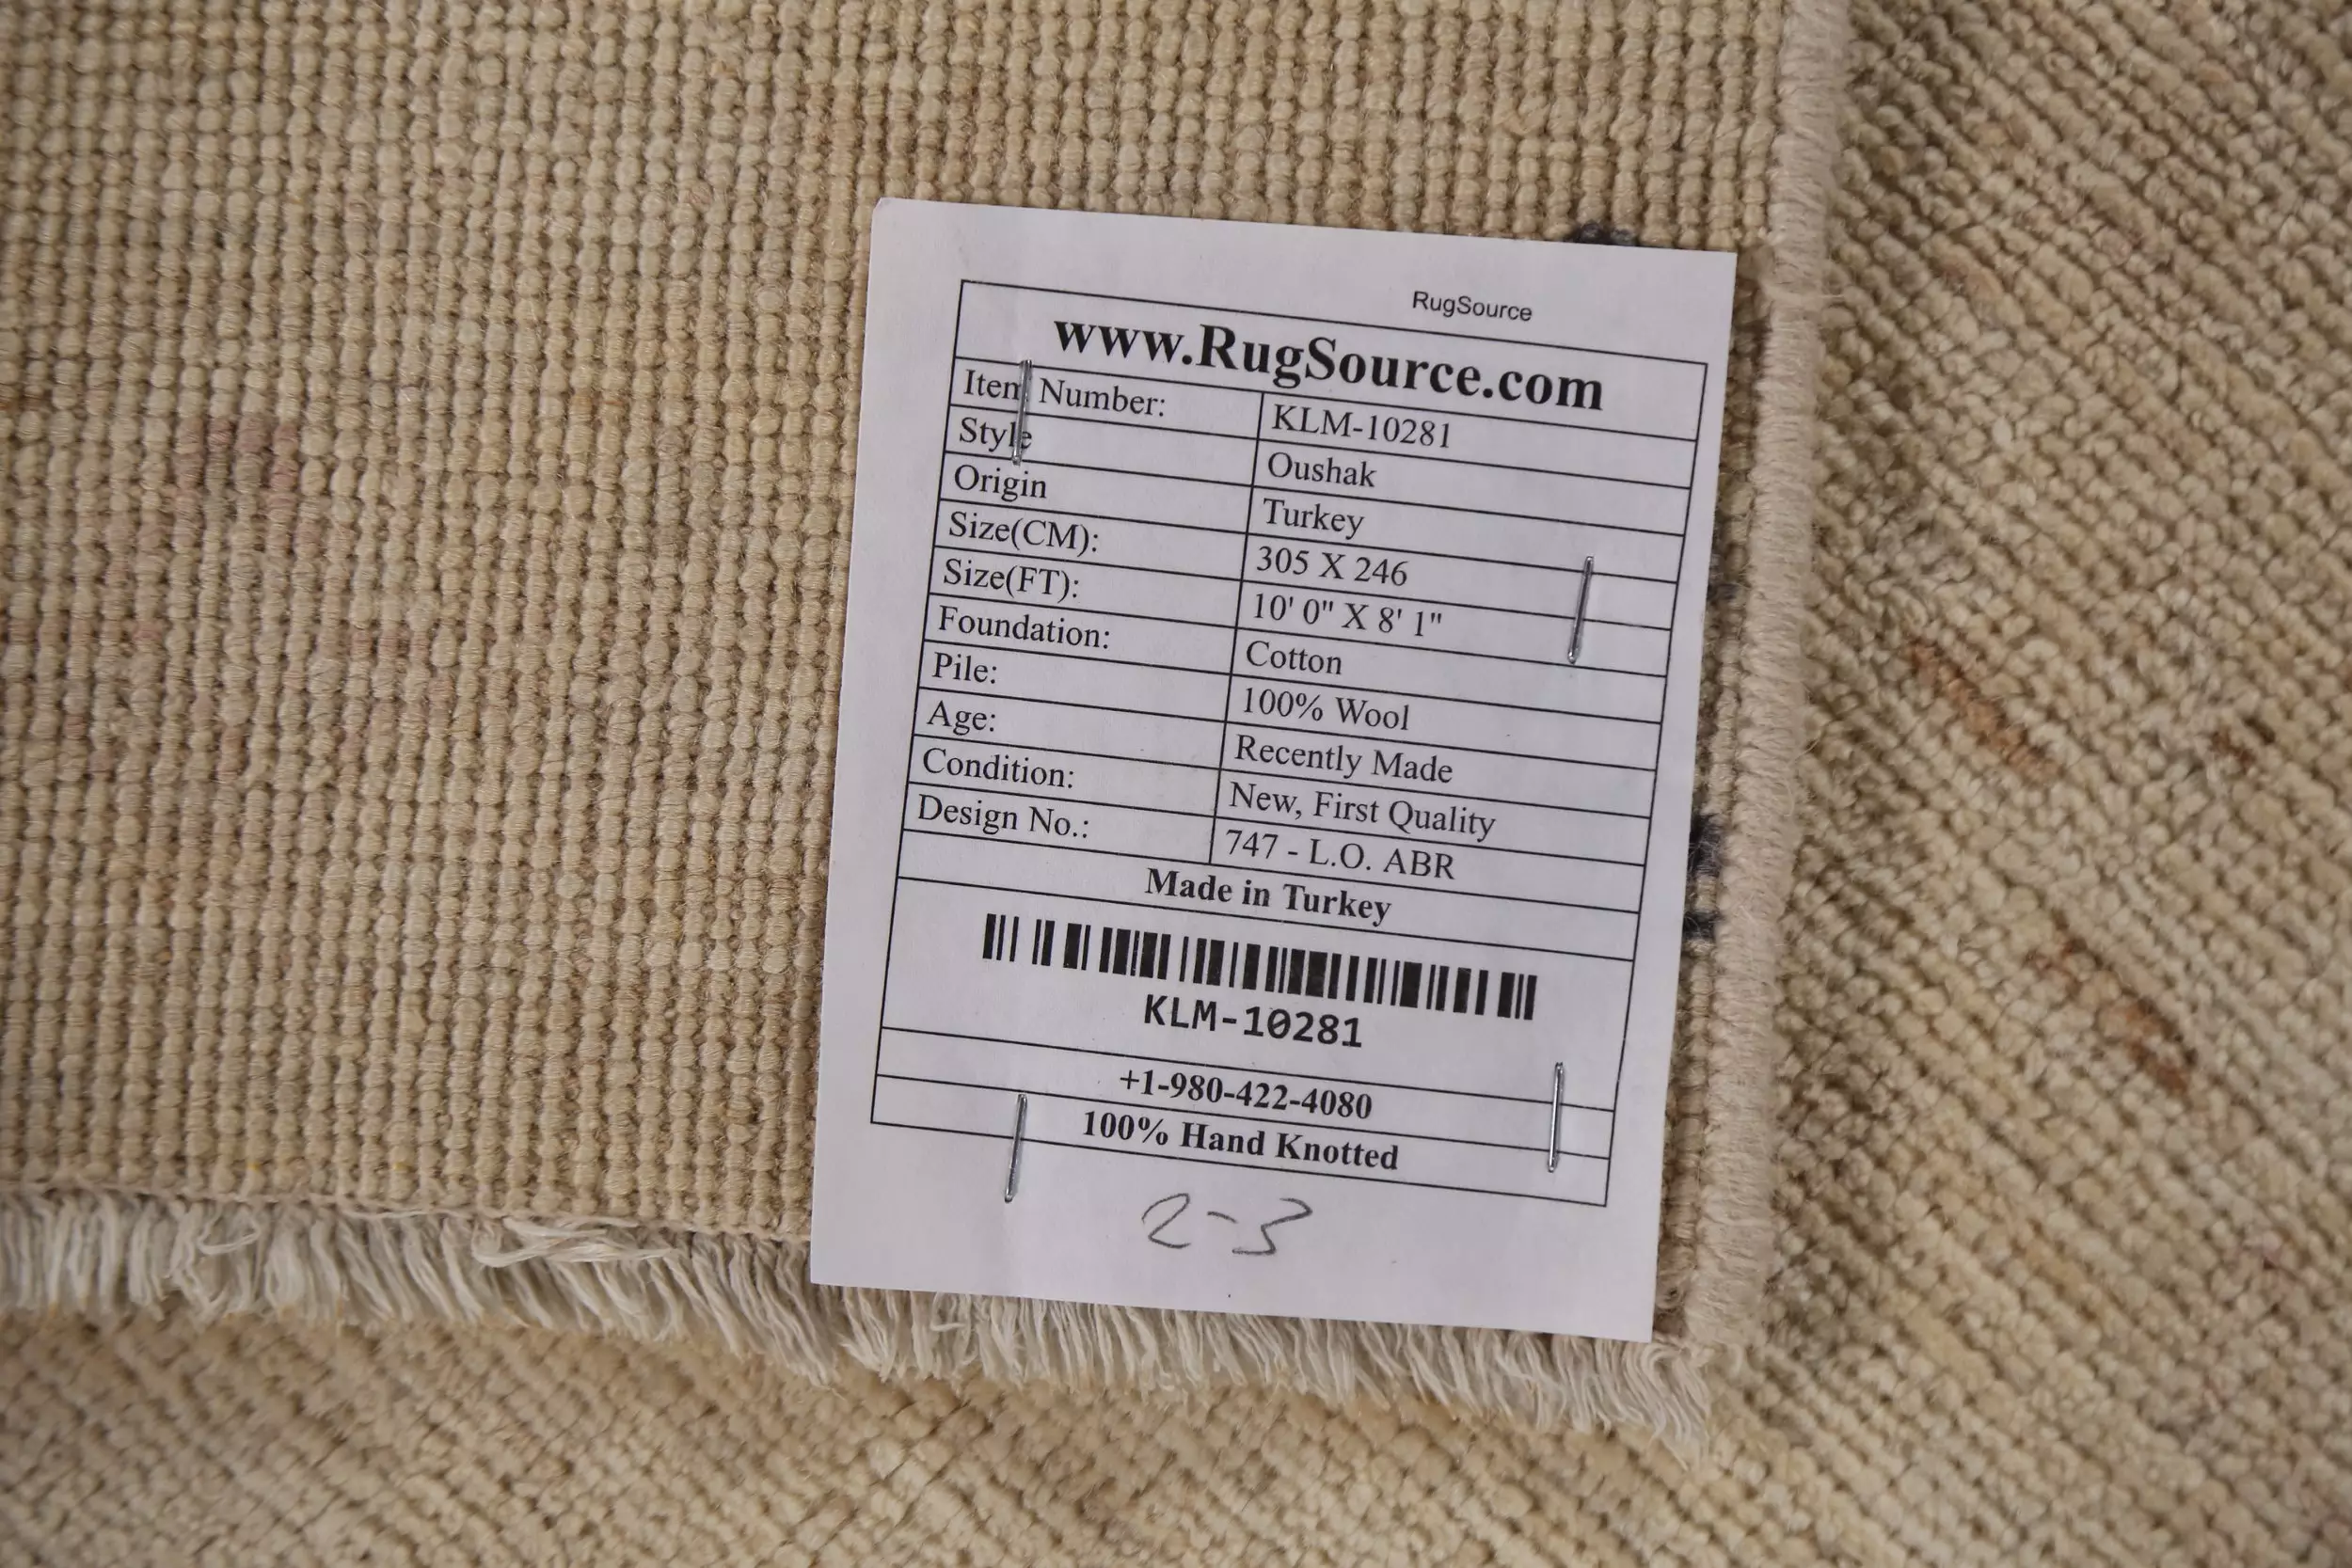 RugSource
www.RugSource.com
Item Number: KLM-10281
Style Oushak
Origin Turkey
Size(CM): 305 X 246
Size(FT): 10' 0" X 8' 1"
Foundation: Cotton
Pile: 100% Wool
Age: Recently Made
Condition: New, First Quality
Design No.: 747 - L.O. ABR
Made in Turkey
KLM-10281
+1-980-422-4080
100% Hand Knotted
2-3